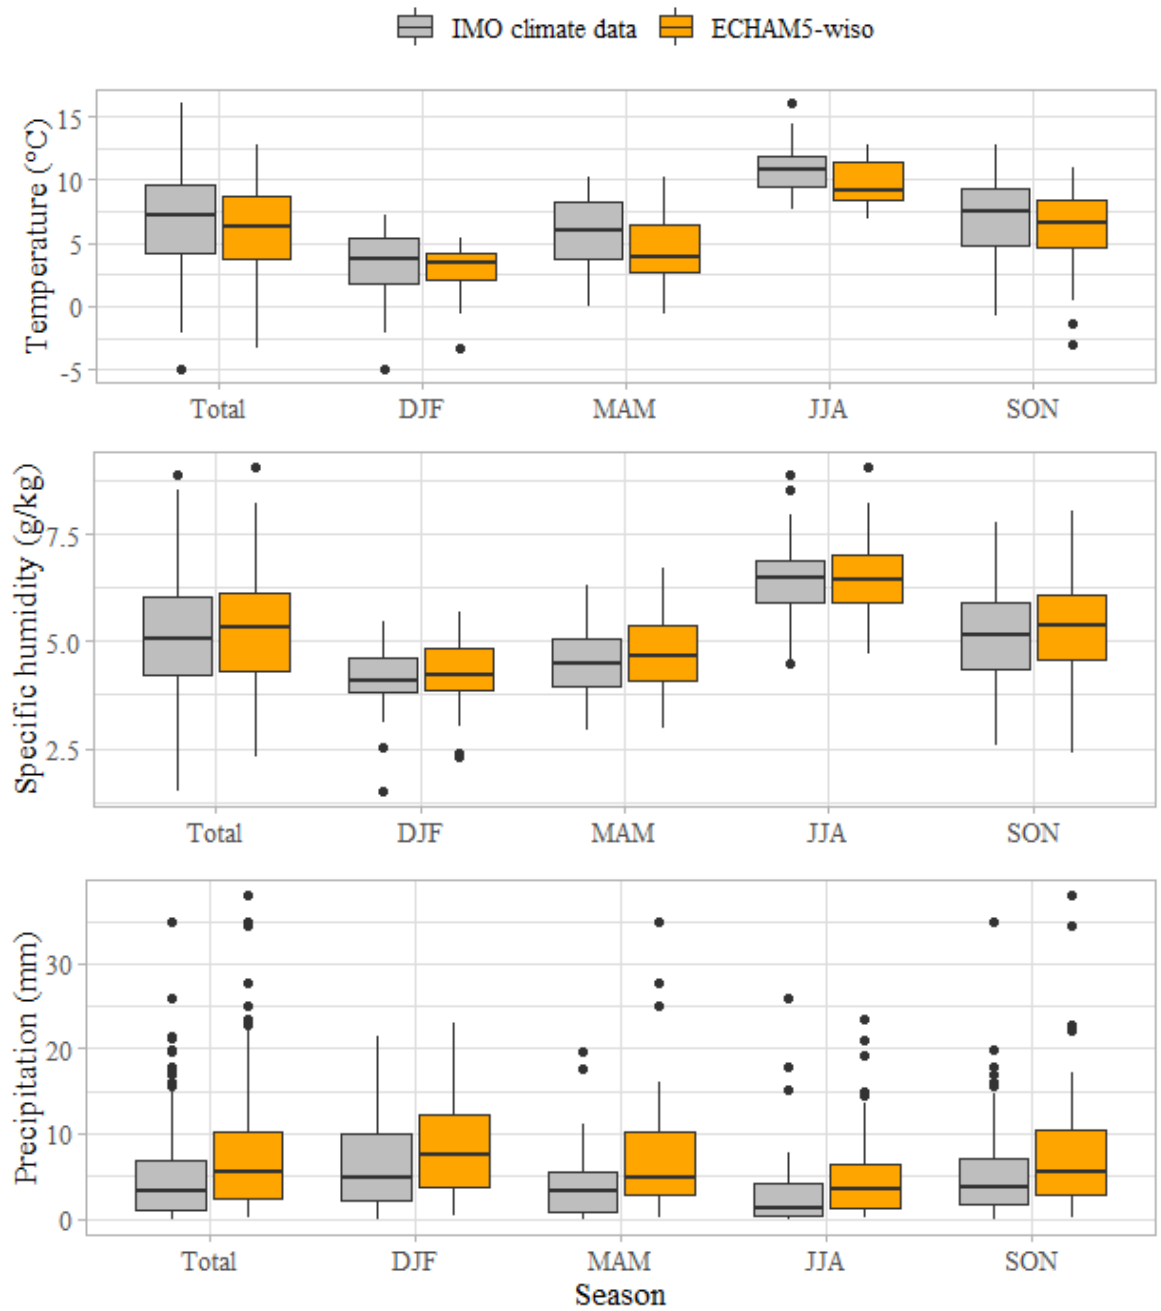 IMO climate data ECHAM5-wiso
Temperature (°C)
15
10
5
0
-5
Total DJF MAM JJA SON
Specific humidity (g/kg)
7.5
5.0
2.5
Total DJF MAM JJA SON
Precipitation (mm)
30
20
10
0
Total DJF MAM JJA SON
Season